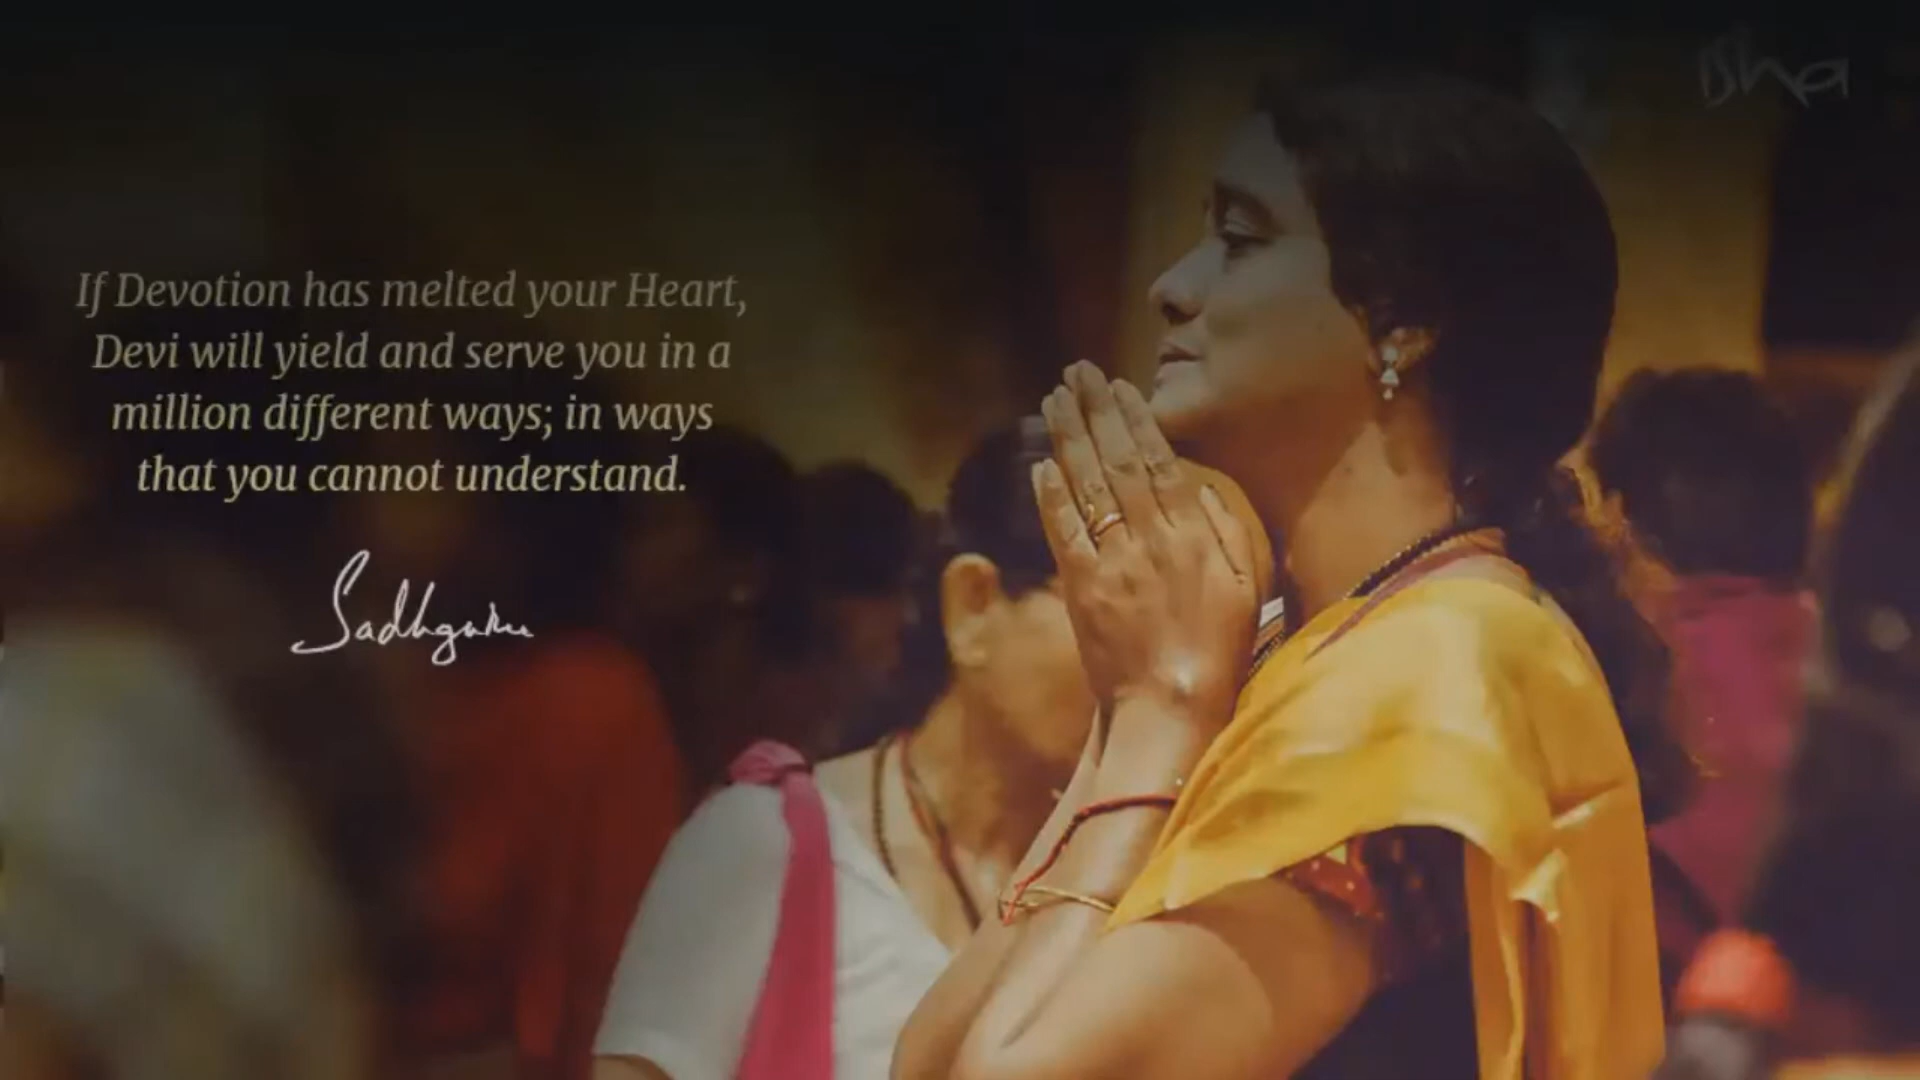 isha
If Devotion has melted your Heart,
Devi will yield and serve you in a
million different ways; in ways
that you cannot understand.
Sadhguru